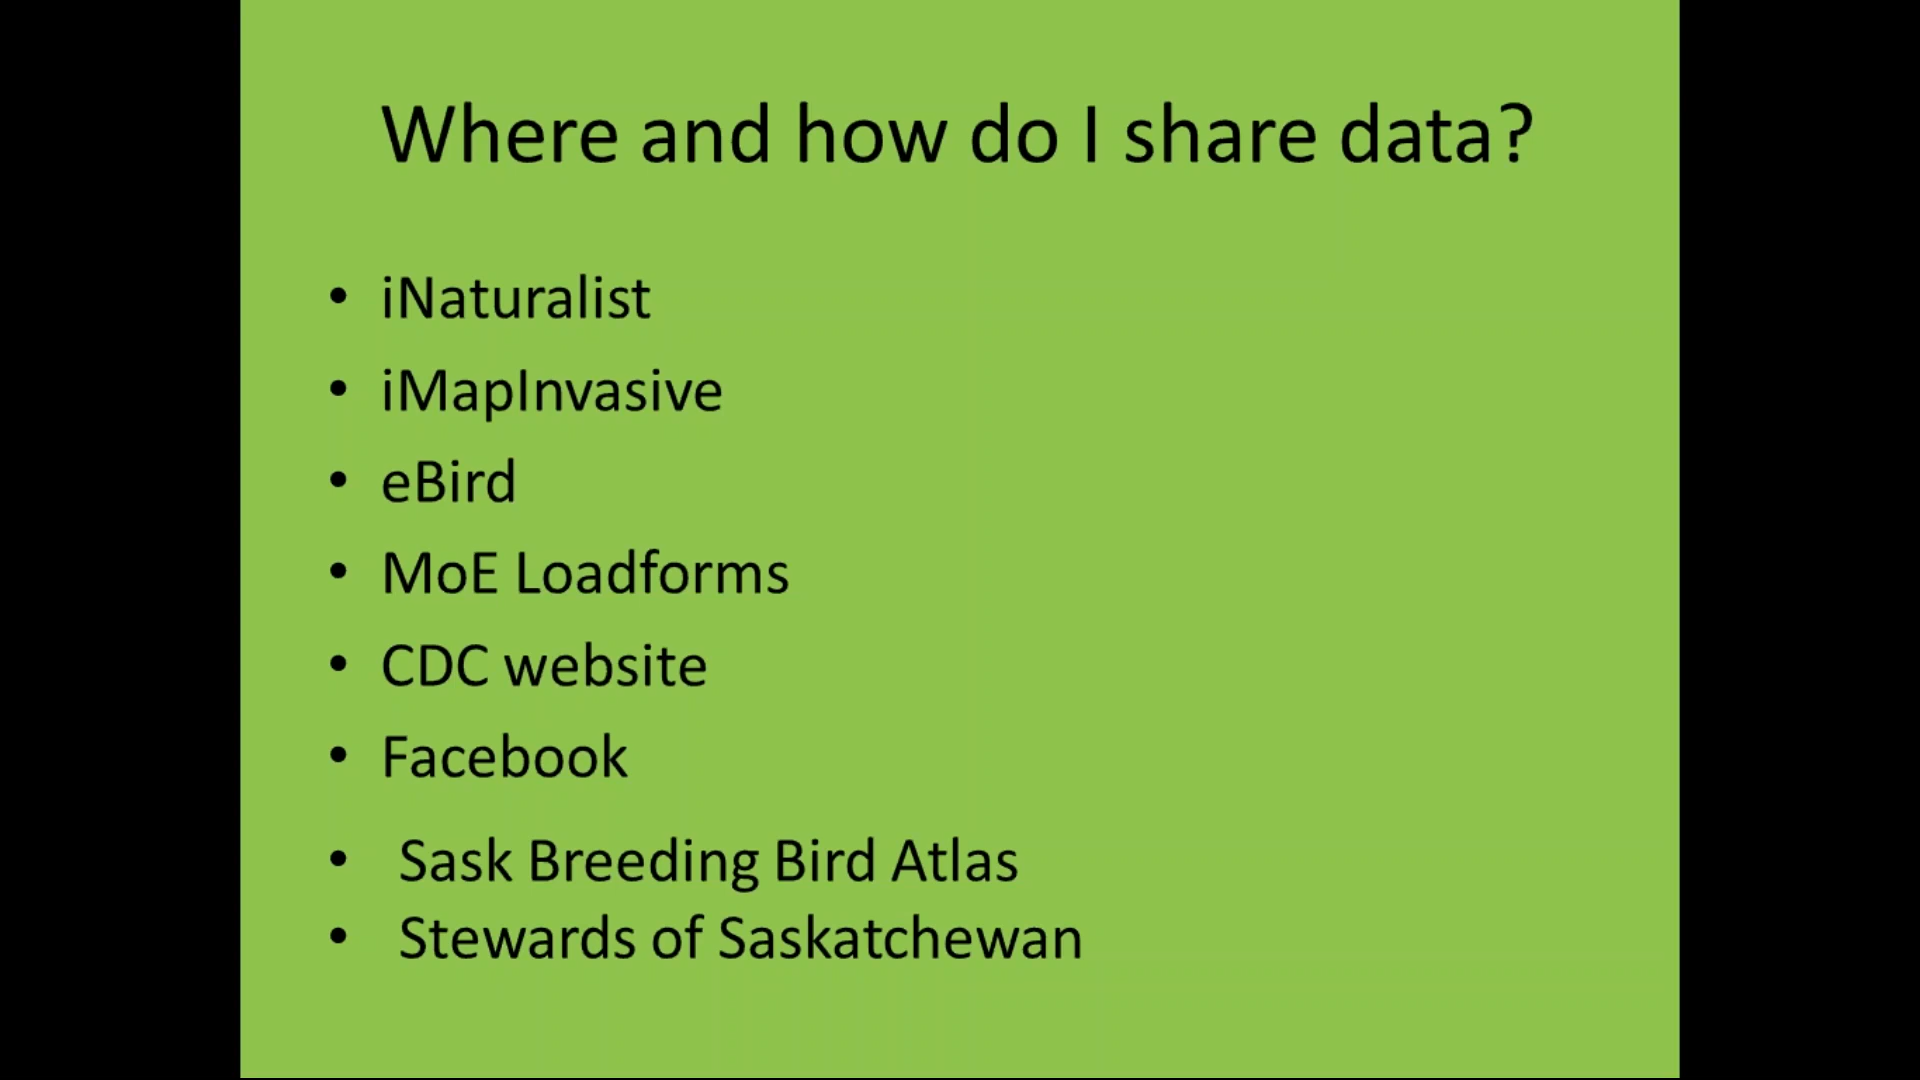 Where and how do I share data?
• iNaturalist
• iMapInvasive
• eBird
• MoE Loadforms
• CDC website
• Facebook
• Sask Breeding Bird Atlas
• Stewards of Saskatchewan